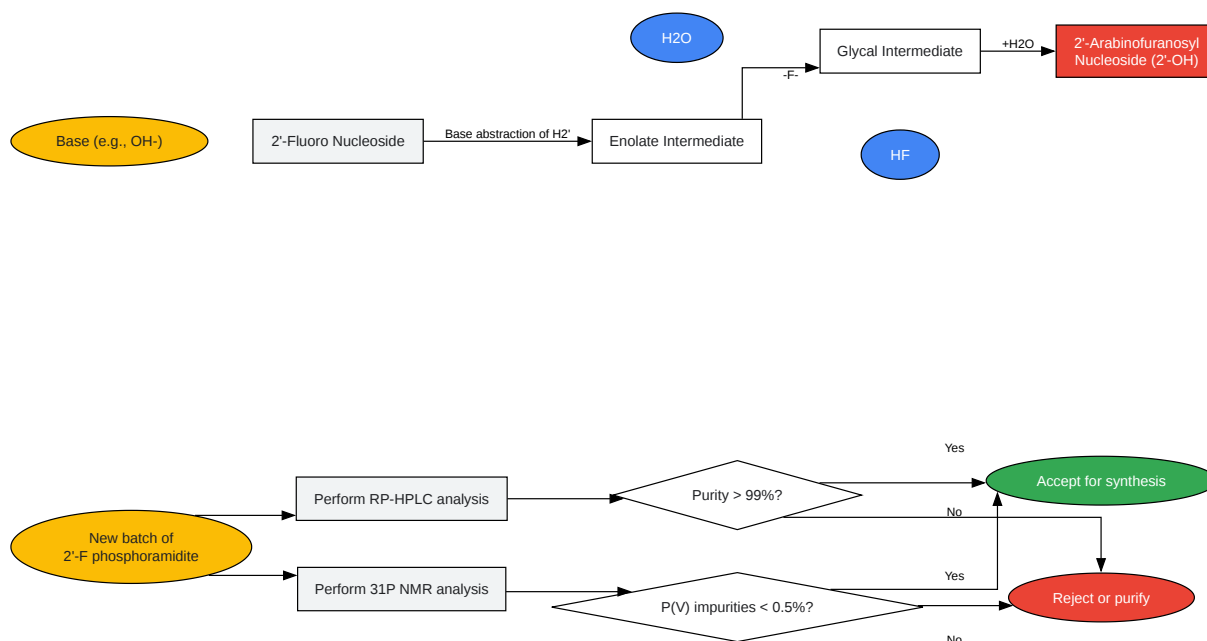 H2O
Glycal Intermediate
+H2O
2'-Arabinofuranosyl
Nucleoside (2'-OH)
-F-
Base (e.g., OH-)
2'-Fluoro Nucleoside
Base abstraction of H2'
Enolate Intermediate
HF
Yes
Perform RP-HPLC analysis
Purity > 99%?
Accept for synthesis
No
New batch of
2'-F phosphoramidite
Perform 31P NMR analysis
Yes
P(V) impurities < 0.5%?
Reject or purify
No